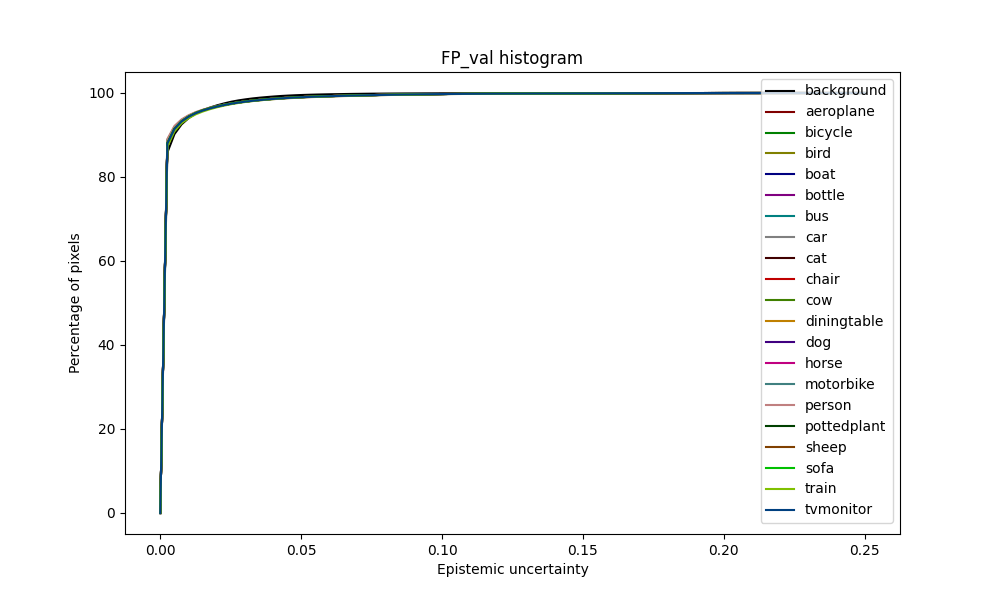 FP_val histogram
Percentage of pixels
100
80
60
40
20
0
0.00
0.05
0.10
0.15
0.20
0.25
Epistemic uncertainty
background
aeroplane
bicycle
bird
boat
bottle
bus
car
cat
chair
cow
diningtable
dog
horse
motorbike
person
pottedplant
sheep
sofa
train
tvmonitor